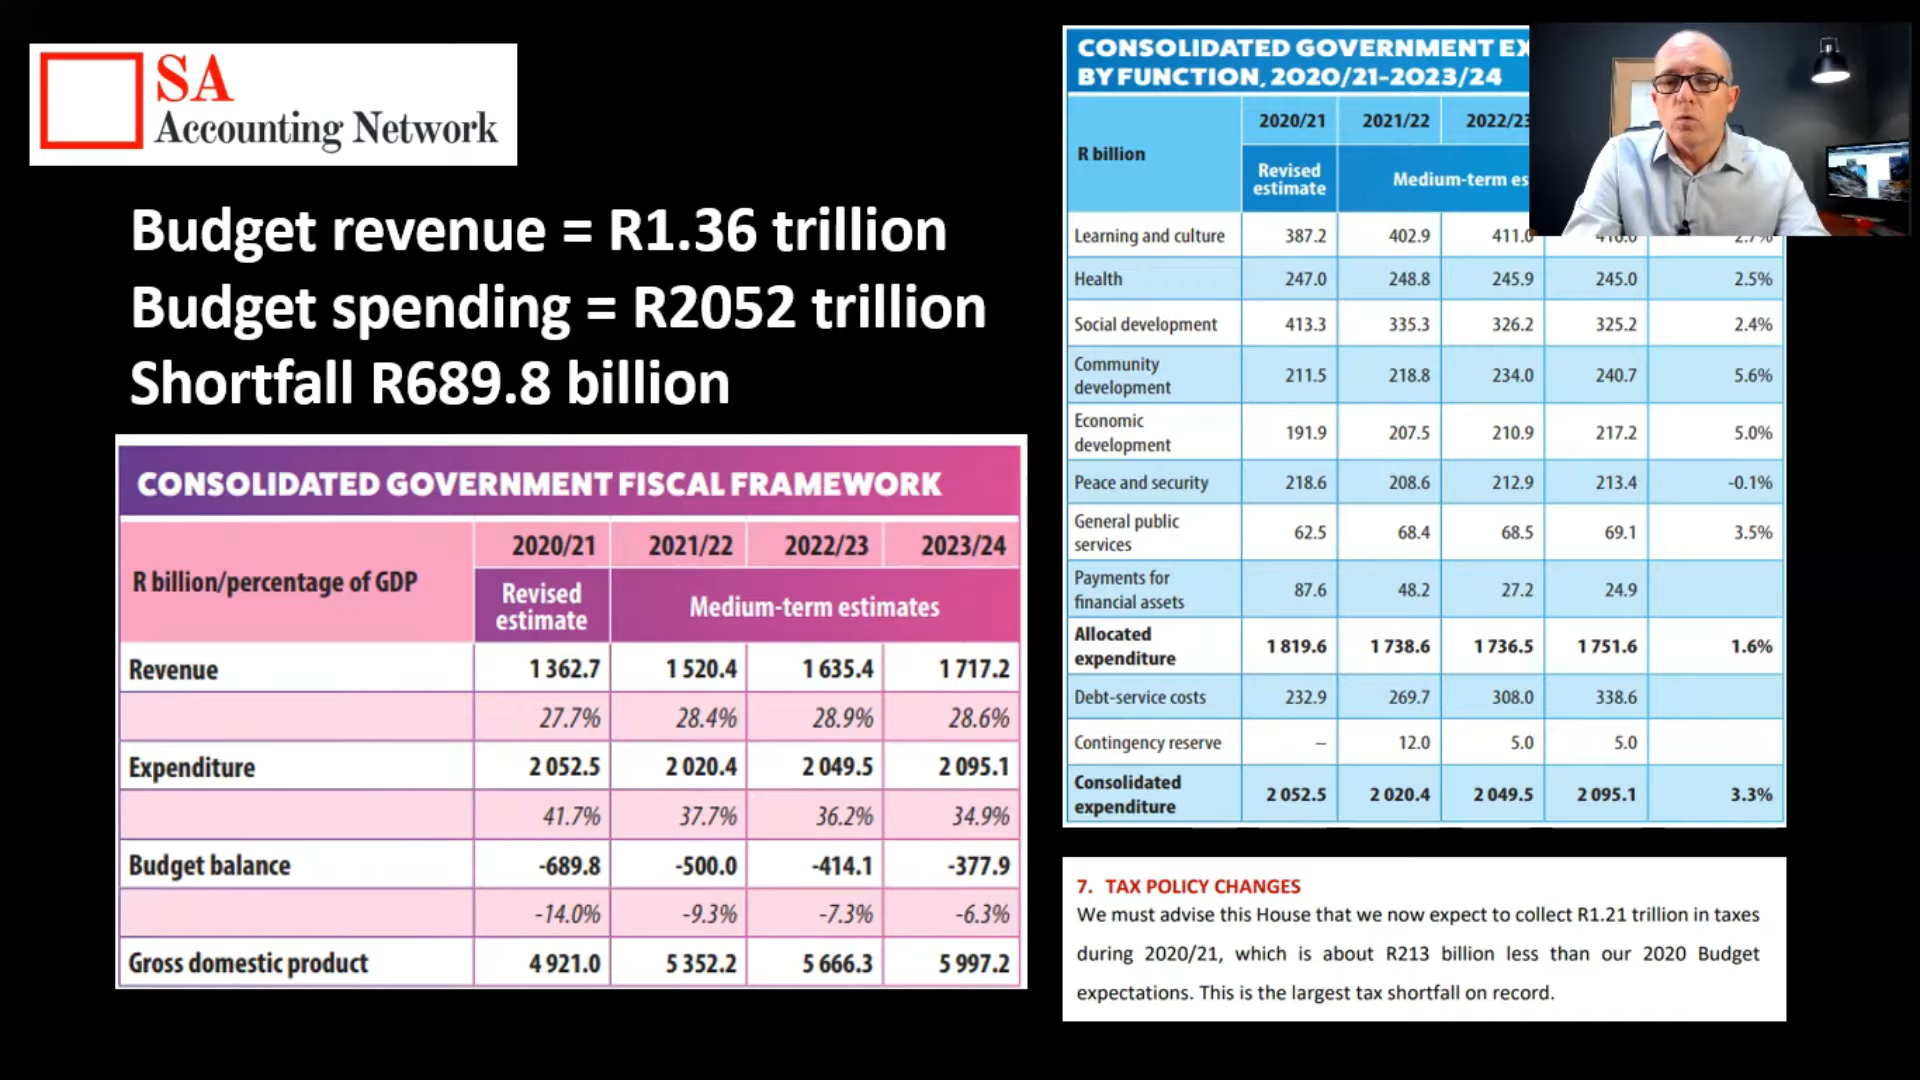 SA
Accounting Network
Budget revenue = R1.36 trillion
Budget spending = R2052 trillion
Shortfall R689.8 billion
CONSOLIDATED GOVERNMENT FISCAL FRAMEWORK
R billion/percentage of GDP 2020/21 2021/22 2022/23 2023/24
Revised estimate Medium-term estimates
Revenue 1 362.7 1 520.4 1 635.4 1 717.2
27.7% 28.4% 28.9% 28.6%
Expenditure 2 052.5 2 020.4 2 049.5 2 095.1
41.7% 37.7% 36.2% 34.9%
Budget balance -689.8 -500.0 -414.1 -377.9
-14.0% -9.3% -7.3% -6.3%
Gross domestic product 4 921.0 5 352.2 5 666.3 5 997.2
CONSOLIDATED GOVERNMENT EX
BY FUNCTION, 2020/21-2023/24
R billion 2020/21 2021/22 2022/23
Revised estimate Medium-term es
Learning and culture 387.2 402.9 411.0
Health 247.0 248.8 245.9 245.0 2.5%
Social development 413.3 335.3 326.2 325.2 2.4%
Community development 211.5 218.8 234.0 240.7 5.6%
Economic development 191.9 207.5 210.9 217.2 5.0%
Peace and security 218.6 208.6 212.9 213.4 -0.1%
General public services 62.5 68.4 68.5 69.1 3.5%
Payments for financial assets 87.6 48.2 27.2 24.9
Allocated expenditure 1 819.6 1 738.6 1 736.5 1 751.6 1.6%
Debt-service costs 232.9 269.7 308.0 338.6
Contingency reserve – 12.0 5.0 5.0
Consolidated expenditure 2 052.5 2 020.4 2 049.5 2 095.1 3.3%
7. TAX POLICY CHANGES
We must advise this House that we now expect to collect R1.21 trillion in taxes
during 2020/21, which is about R213 billion less than our 2020 Budget
expectations. This is the largest tax shortfall on record.